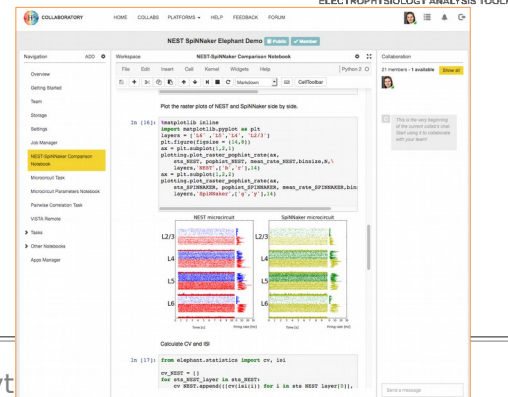 ELECTROPHYSIOLOGY ANALYSIS TOOLK
COLLABORATORY
HOME COLLABS PLATFORMS HELP FEEDBACK FORUM
NEST SpiNNaker Elephant Demo Public Member
Navigation ADD
Workspace NEST-SpiNNaker Comparison Notebook
Collaboration
File Edit Insert Cell Kernel Widgets Help Python 2
Markdown CellToolbar
21 members - 1 available Show all
Overview
Getting Started
Team
Storage
Settings
Job Manager
NEST-SpiNNaker Comparison
Notebook
Microcircuit Task
Microcircuit Parameters Notebook
Pairwise Correlation Task
VISTA Remote
Tasks
Other Notebooks
Apps Manager
This is the very beginning
of the current collab's chat.
Start using it to collaborate
with your team!
Plot the raster plots of NEST and SpiNNaker side by side.
In [16]: %matplotlib inline
import matplotlib.pyplot as plt
layers = ['L6' ,'L5' ,'L4', 'L2/3']
plt.figure(figsize = (14,8))
ax = plt.subplot(1,2,1)
plotting.plot_raster_pophist_rate(ax,
sts_NEST, pophist_NEST, mean_rate_NEST,binsize,N,\
layers,'NEST',['b','r'],14)
ax = plt.subplot(1,2,2)
plotting.plot_raster_pophist_rate(ax,
sts_SPINNAKER, pophist_SPINNAKER, mean_rate_SPINNAKER,bin
layers,'SpiNNaker',['g','y'],14)
NEST microcircuit SpiNNaker microcircuit
L2/3 L2/3
L4 L4
L5 L5
L6 L6
Time [s] Firing rate [Hz] Time [s] Firing rate [Hz]
Calculate CV and ISI
In [17]: from elephant.statistics import cv, isi
cv_NEST = []
for sts_NEST_layer in sts_NEST:
cv_NEST.append([cv(isi(i)) for i in sts_NEST_layer[0]],
Send a message